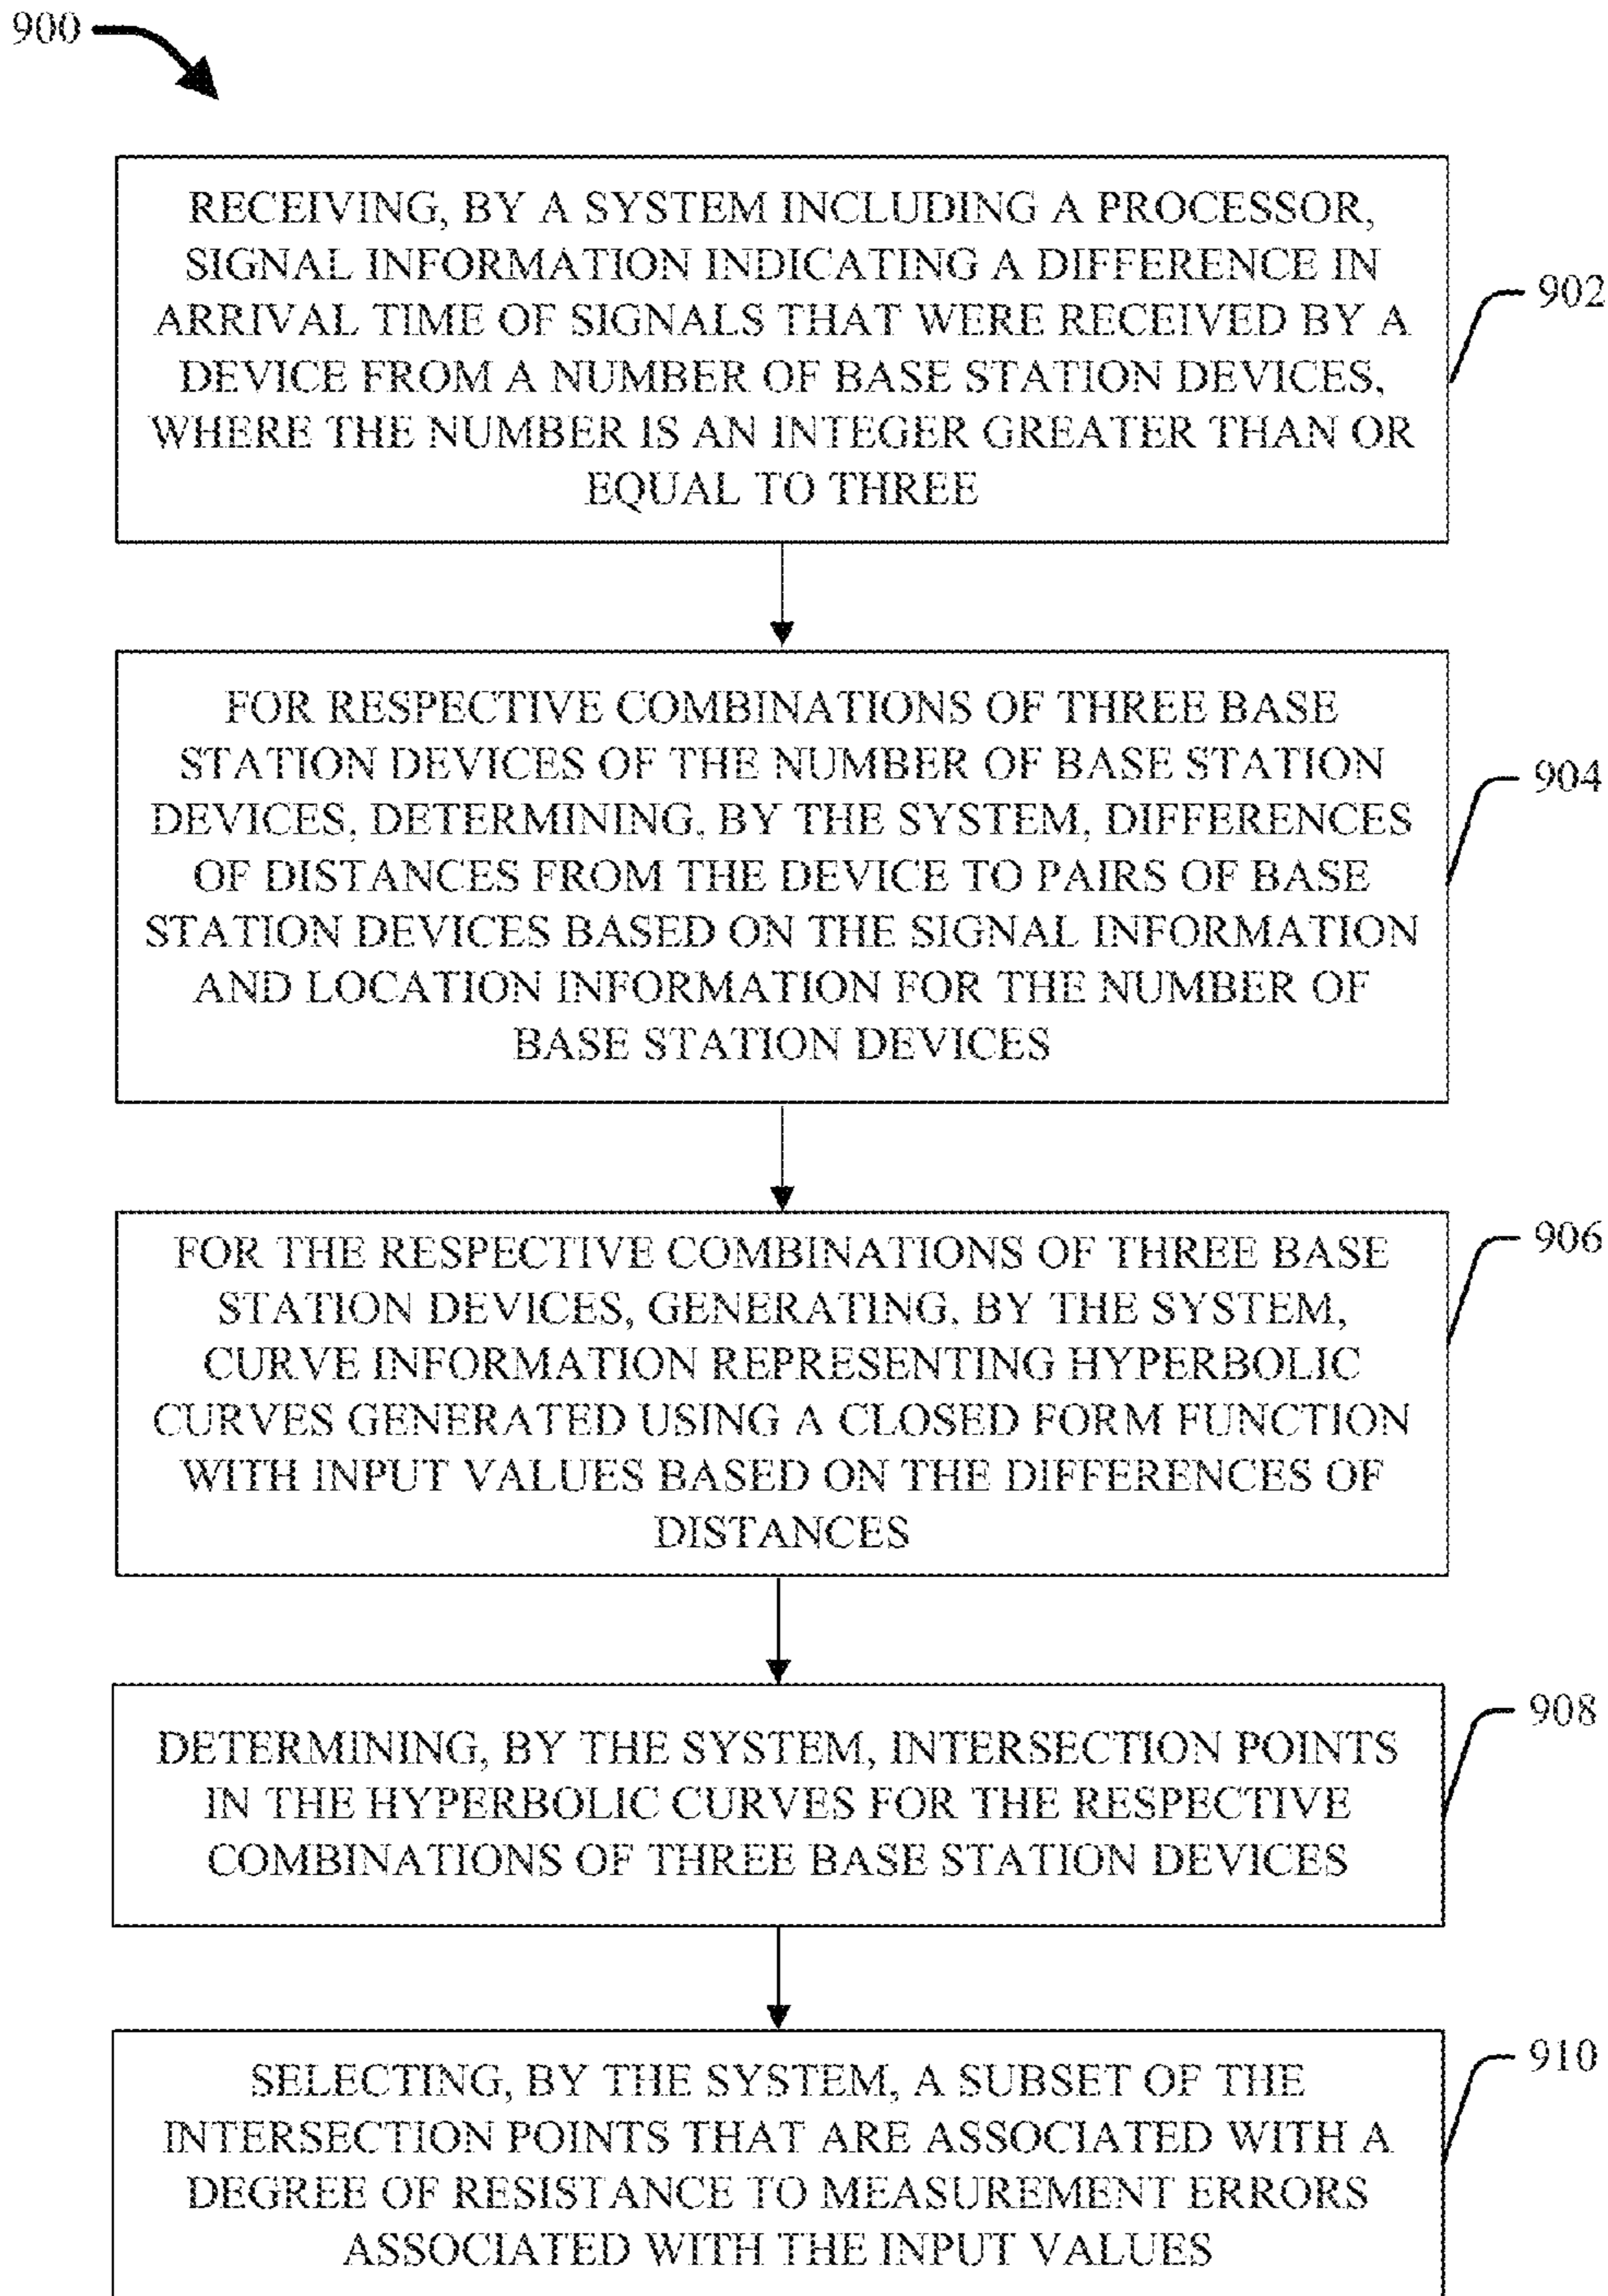 900
RECEIVING, BY A SYSTEM INCLUDING A PROCESSOR,
SIGNAL INFORMATION INDICATING A DIFFERENCE IN
ARRIVAL TIME OF SIGNALS THAT WERE RECEIVED BY A
DEVICE FROM A NUMBER OF BASE STATION DEVICES,
WHERE THE NUMBER IS AN INTEGER GREATER THAN OR
EQUAL TO THREE
902
FOR RESPECTIVE COMBINATIONS OF THREE BASE
STATION DEVICES OF THE NUMBER OF BASE STATION
DEVICES, DETERMINING, BY THE SYSTEM, DIFFERENCES
OF DISTANCES FROM THE DEVICE TO PAIRS OF BASE
STATION DEVICES BASED ON THE SIGNAL INFORMATION
AND LOCATION INFORMATION FOR THE NUMBER OF
BASE STATION DEVICES
904
FOR THE RESPECTIVE COMBINATIONS OF THREE BASE
STATION DEVICES, GENERATING, BY THE SYSTEM,
CURVE INFORMATION REPRESENTING HYPERBOLIC
CURVES GENERATED USING A CLOSED FORM FUNCTION
WITH INPUT VALUES BASED ON THE DIFFERENCES OF
DISTANCES
906
DETERMINING, BY THE SYSTEM, INTERSECTION POINTS
IN THE HYPERBOLIC CURVES FOR THE RESPECTIVE
COMBINATIONS OF THREE BASE STATION DEVICES
908
SELECTING, BY THE SYSTEM, A SUBSET OF THE
INTERSECTION POINTS THAT ARE ASSOCIATED WITH A
DEGREE OF RESISTANCE TO MEASUREMENT ERRORS
ASSOCIATED WITH THE INPUT VALUES
910